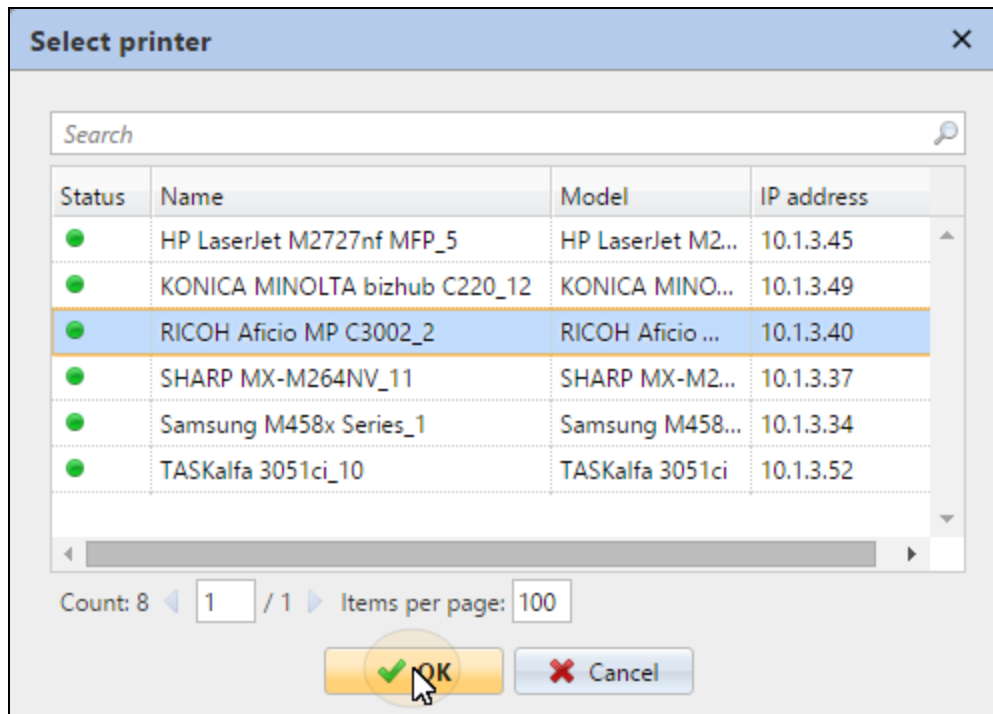 Select printer
Search
Status Name Model IP address
HP LaserJet M2727nf MFP_5 HP LaserJet M2... 10.1.3.45
KONICA MINOLTA bizhub C220_12 KONICA MINO... 10.1.3.49
RICOH Aficio MP C3002_2 RICOH Aficio ... 10.1.3.40
SHARP MX-M264NV_11 SHARP MX-M2... 10.1.3.37
Samsung M458x Series_1 Samsung M458... 10.1.3.34
TASKalfa 3051ci_10 TASKalfa 3051ci 10.1.3.52
Count: 8 1 / 1 Items per page: 100
OK Cancel